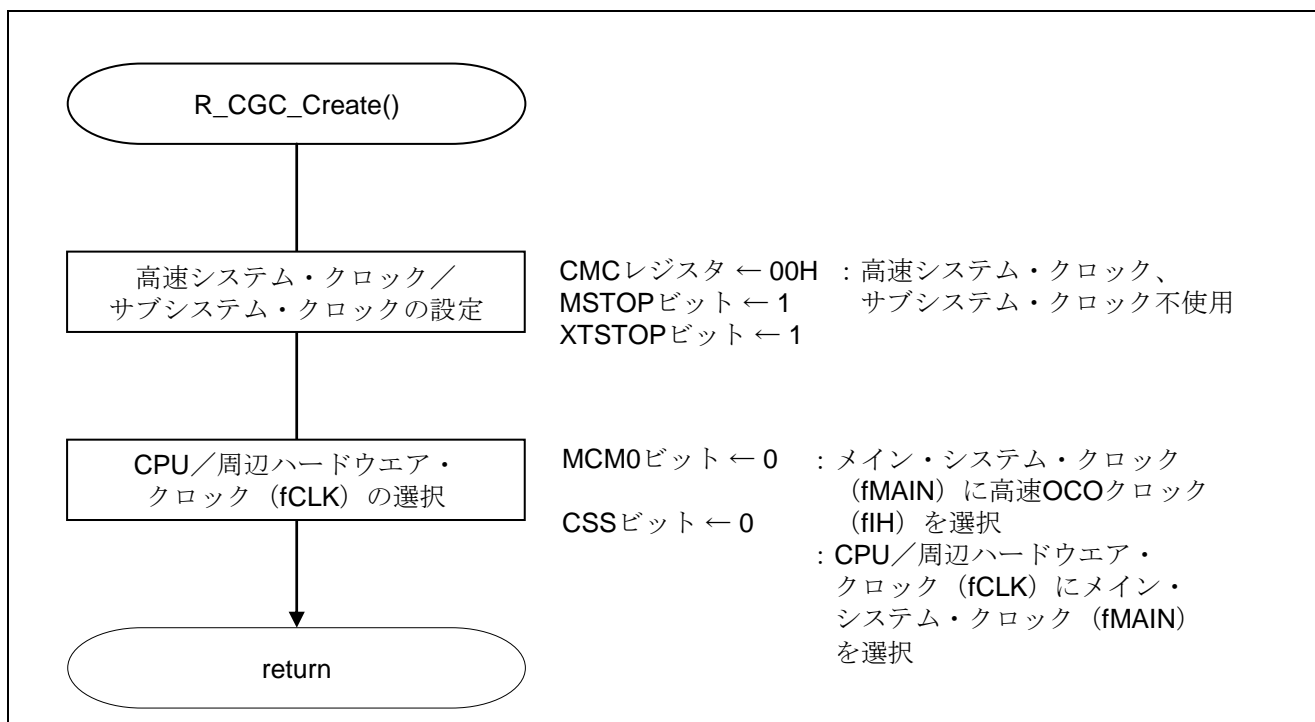 R_CGC_Create()
高速システム・クロック／
サブシステム・クロックの設定
CMCレジスタ ← 00H ：高速システム・クロック、
MSTOPビット ← 1 サブシステム・クロック不使用
XTSTOPビット ← 1
CPU／周辺ハードウエア・
クロック（fCLK）の選択
MCM0ビット ← 0 ：メイン・システム・クロック
（fMAIN）に高速OCOクロック
CSSビット ← 0 （fIH）を選択
：CPU／周辺ハードウエア・
クロック（fCLK）にメイン・
システム・クロック（fMAIN）
を選択
return